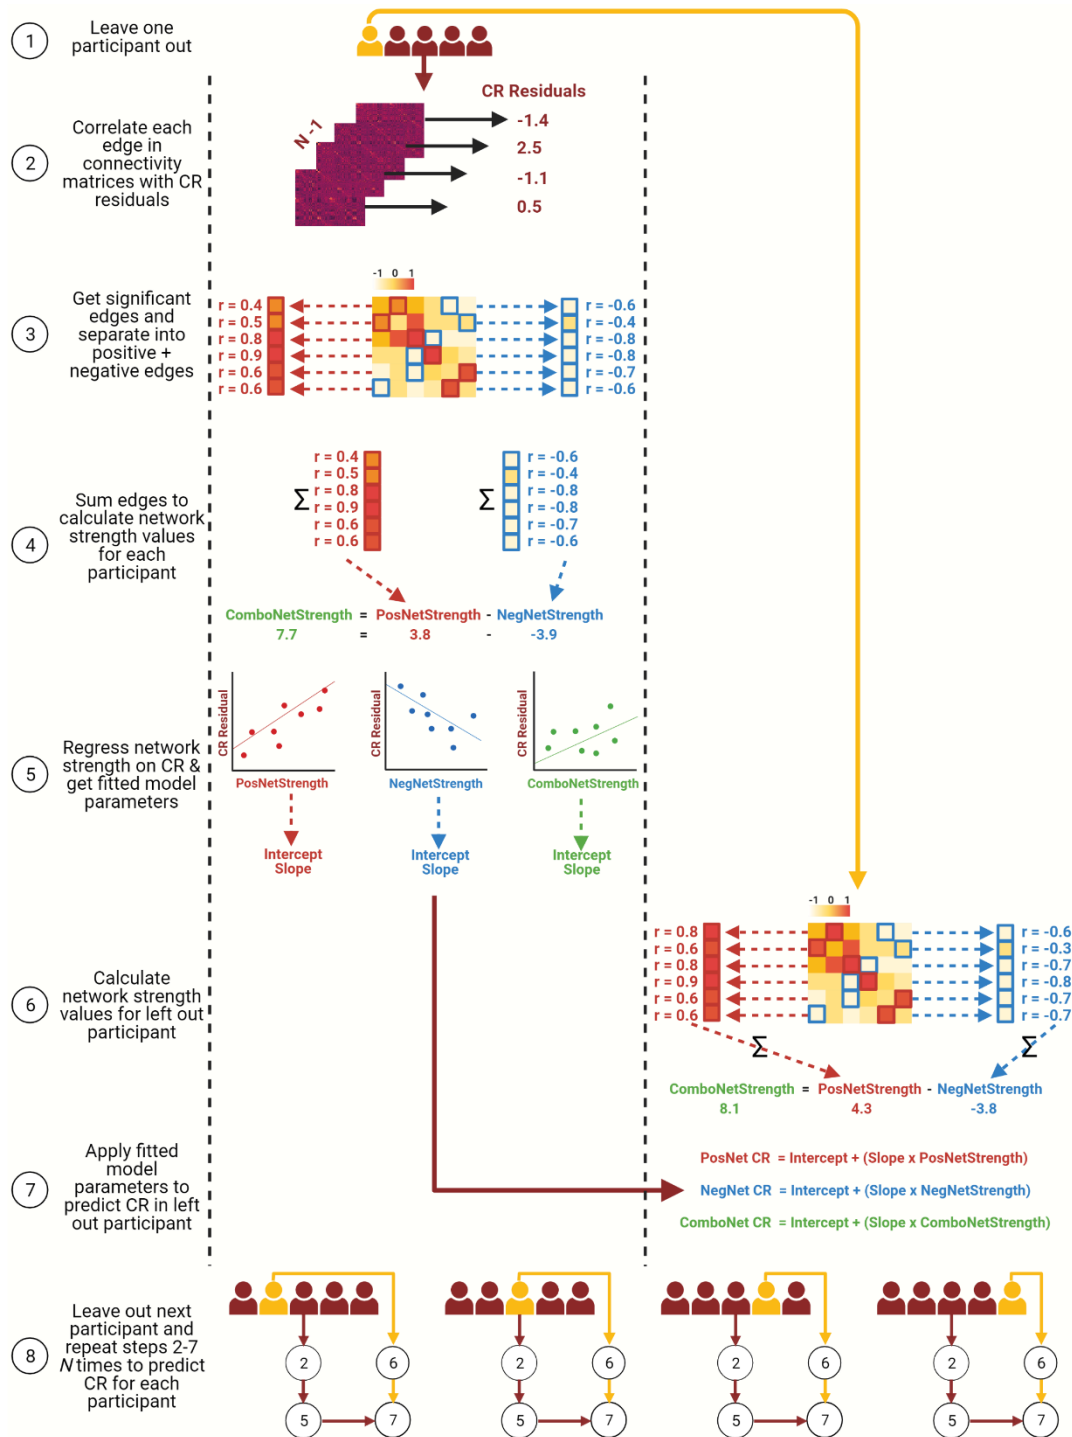 1
Leave one
participant out
CR Residuals
N -1
-1.4
2.5
-1.1
0.5
2
Correlate each
edge in
connectivity
matrices with CR
residuals
3
Get significant
edges and
separate into
positive +
negative edges
-1 0 1
r = 0.4
r = 0.5
r = 0.8
r = 0.9
r = 0.6
r = 0.6
r = -0.6
r = -0.4
r = -0.8
r = -0.8
r = -0.7
r = -0.6
4
Sum edges to
calculate network
strength values
for each
participant
Σ
r = 0.4
r = 0.5
r = 0.8
r = 0.9
r = 0.6
r = 0.6
Σ
r = -0.6
r = -0.4
r = -0.8
r = -0.8
r = -0.7
r = -0.6
ComboNetStrength = PosNetStrength - NegNetStrength
7.7 = 3.8 - -3.9
5
Regress network
strength on CR &
get fitted model
parameters
CR Residual
PosNetStrength
Intercept
Slope
CR Residual
NegNetStrength
Intercept
Slope
CR Residual
ComboNetStrength
Intercept
Slope
6
Calculate
network strength
values for left out
participant
-1 0 1
r = 0.8
r = 0.6
r = 0.8
r = 0.9
r = 0.6
r = 0.6
r = -0.6
r = -0.3
r = -0.7
r = -0.8
r = -0.7
r = -0.7
Σ
Σ
ComboNetStrength = PosNetStrength - NegNetStrength
8.1 4.3 -3.8
7
Apply fitted
model
parameters to
predict CR in left
out participant
PosNet CR = Intercept + (Slope x PosNetStrength)
NegNet CR = Intercept + (Slope x NegNetStrength)
ComboNet CR = Intercept + (Slope x ComboNetStrength)
8
Leave out next
participant and
repeat steps 2-7
N times to predict
CR for each
participant
2 6
5 7
2 6
5 7
2 6
5 7
2 6
5 7